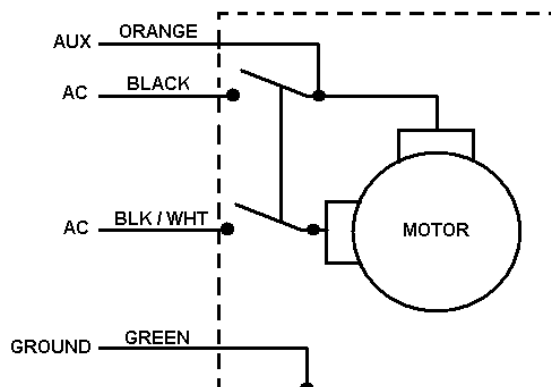 AUX ORANGE
AC BLACK
AC BLK / WHT
MOTOR
GROUND GREEN